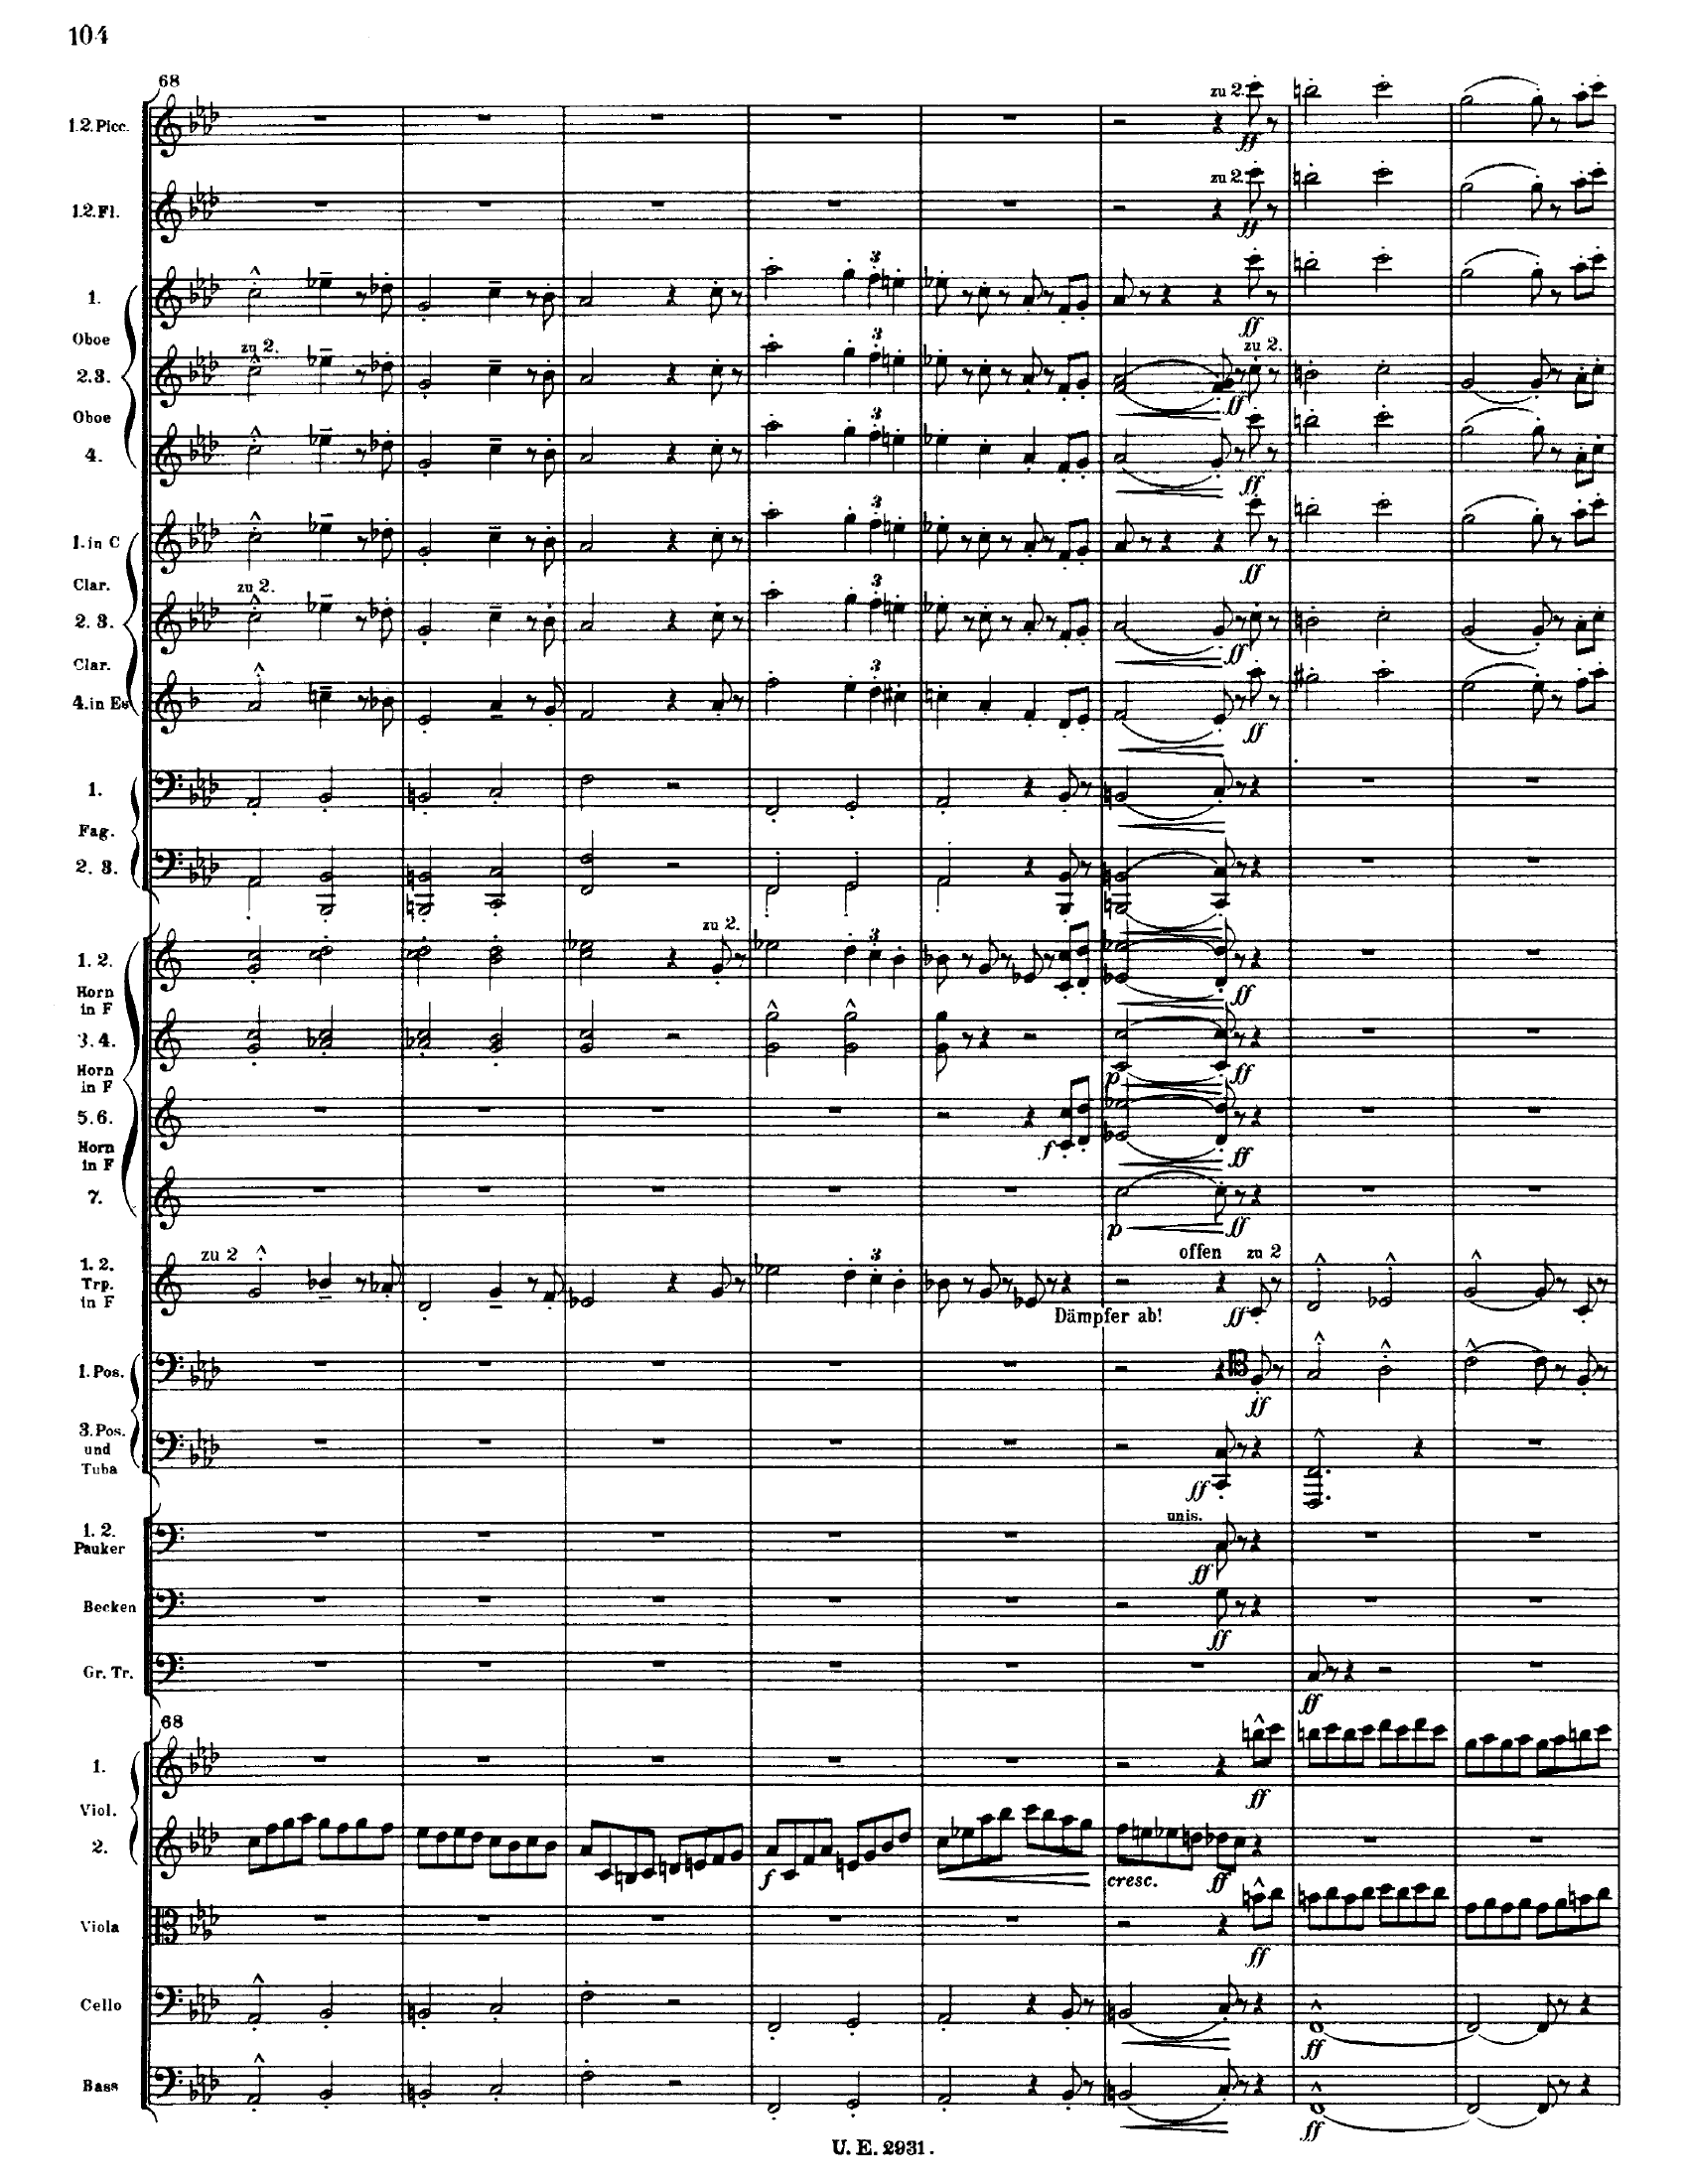 104
68
zu 2.
1.2.Picc.
ff
zu 2.
1.2.Fl.
ff
3
1.
ff
Oboe
zu 2.
3
zu 2.
2.3.
ff
Oboe
3
4.
ff
3
1. in C
ff
Clar.
zu 2.
3
2. 3.
ff
Clar.
3
4. in Es
ff
1.
Fag.
2. 3.
zu 2.
3
1. 2.
ff
Horn
in F
3.4.
p
ff
Horn
in F
5.6.
f
ff
Horn
in F
7.
p
ff
zu 2
offen
zu 2
1. 2.
Trp.
in F
3
ff
Dämpfer ab!
1. Pos.
ff
3. Pos.
und
Tuba
ff
unis.
1. 2.
Pauker
ff
Becken
ff
Gr. Tr.
ff
68
1.
ff
Viol.
2.
f
cresc.
ff
Viola
ff
Cello
ff
Bass
ff
U. E. 2931.